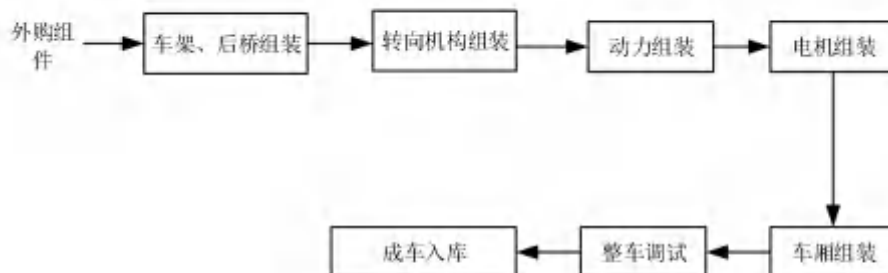 外购组
件
车架、后桥组装
转向机构组装
动力组装
电机组装
车厢组装
整车调试
成车入库